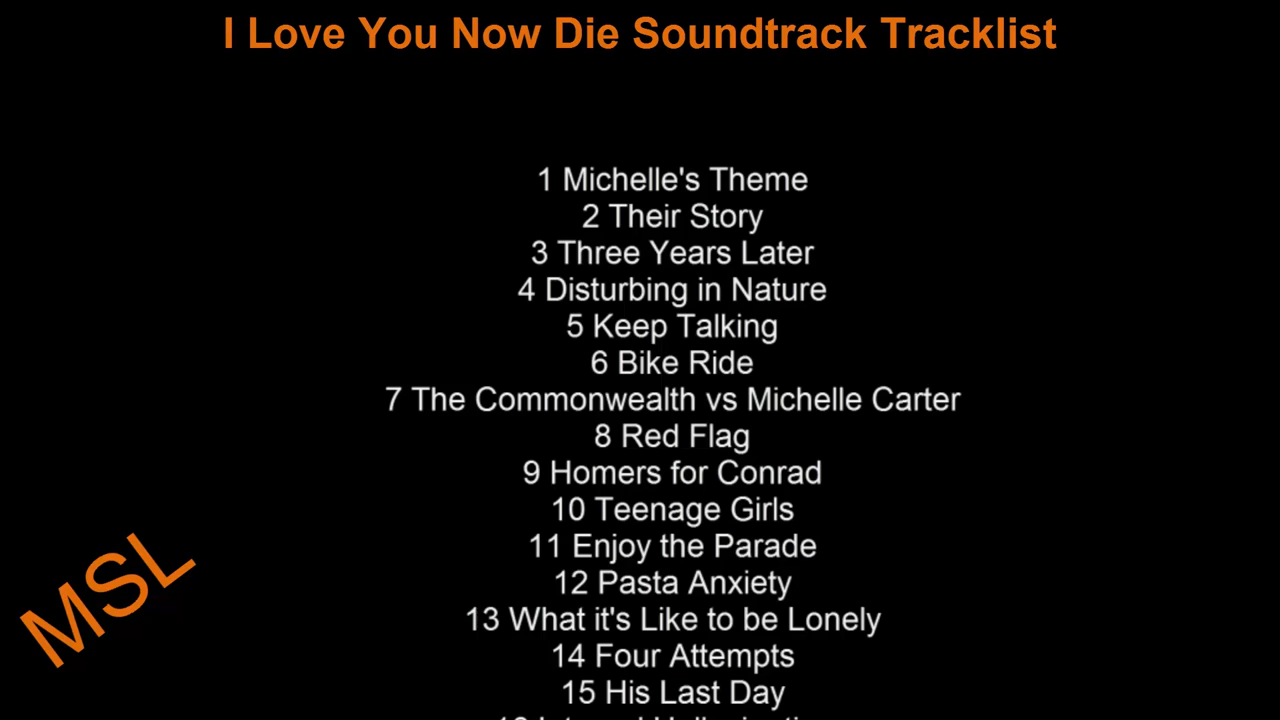 I Love You Now Die Soundtrack Tracklist
1 Michelle's Theme
2 Their Story
3 Three Years Later
4 Disturbing in Nature
5 Keep Talking
6 Bike Ride
7 The Commonwealth vs Michelle Carter
8 Red Flag
9 Homers for Conrad
10 Teenage Girls
11 Enjoy the Parade
12 Pasta Anxiety
13 What it's Like to be Lonely
14 Four Attempts
15 His Last Day
MSL